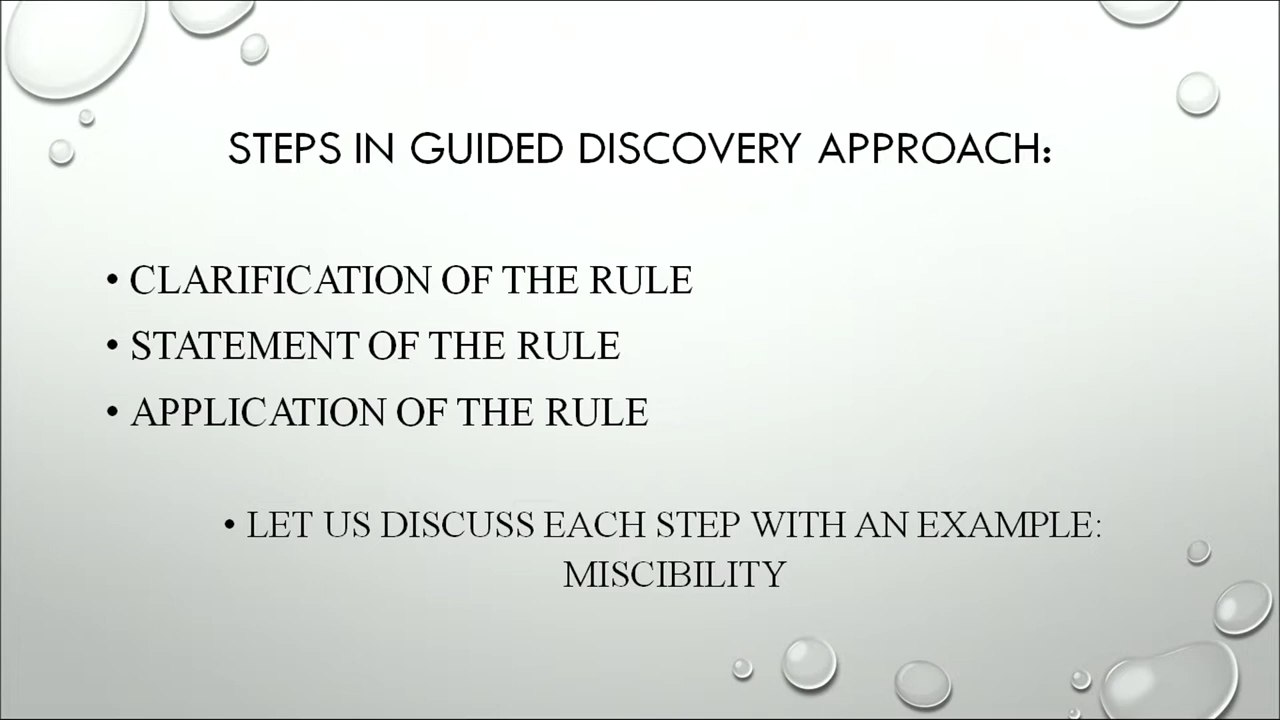 STEPS IN GUIDED DISCOVERY APPROACH:
• CLARIFICATION OF THE RULE
• STATEMENT OF THE RULE
• APPLICATION OF THE RULE
• LET US DISCUSS EACH STEP WITH AN EXAMPLE:
MISCIBILITY